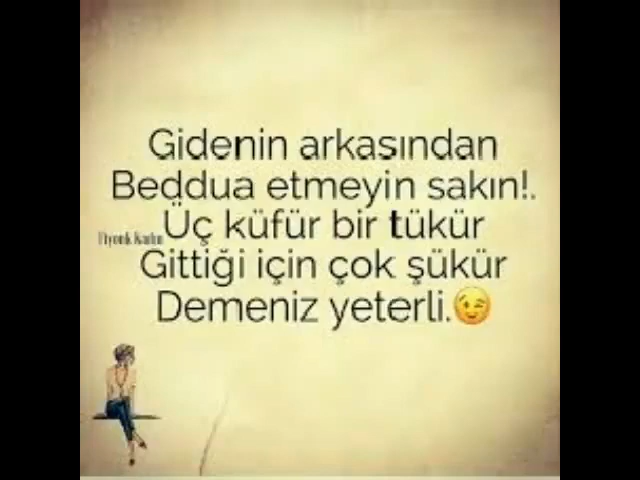 Gidenin arkasından
Beddua etmeyin sakın!.
Üç küfür bir tükür
Gittiği için çok şükür
Demeniz yeterli.😉